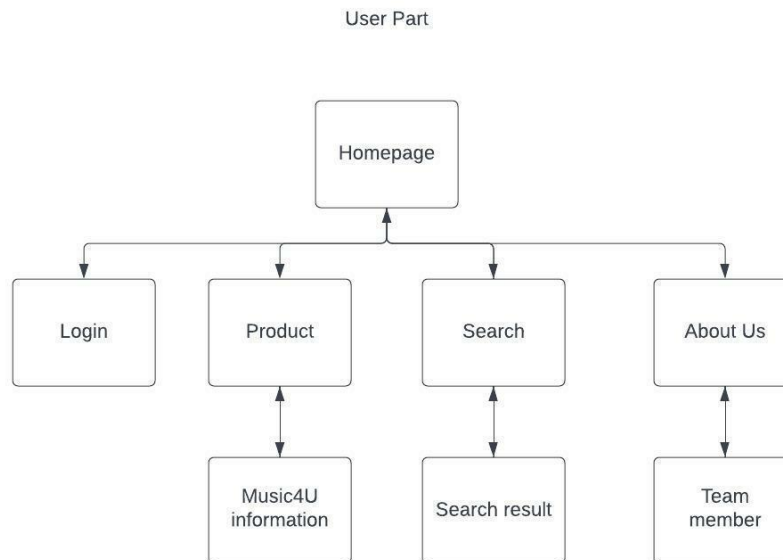 User Part
Homepage
Login
Product
Search
About Us
Music4U
information
Search result
Team
member